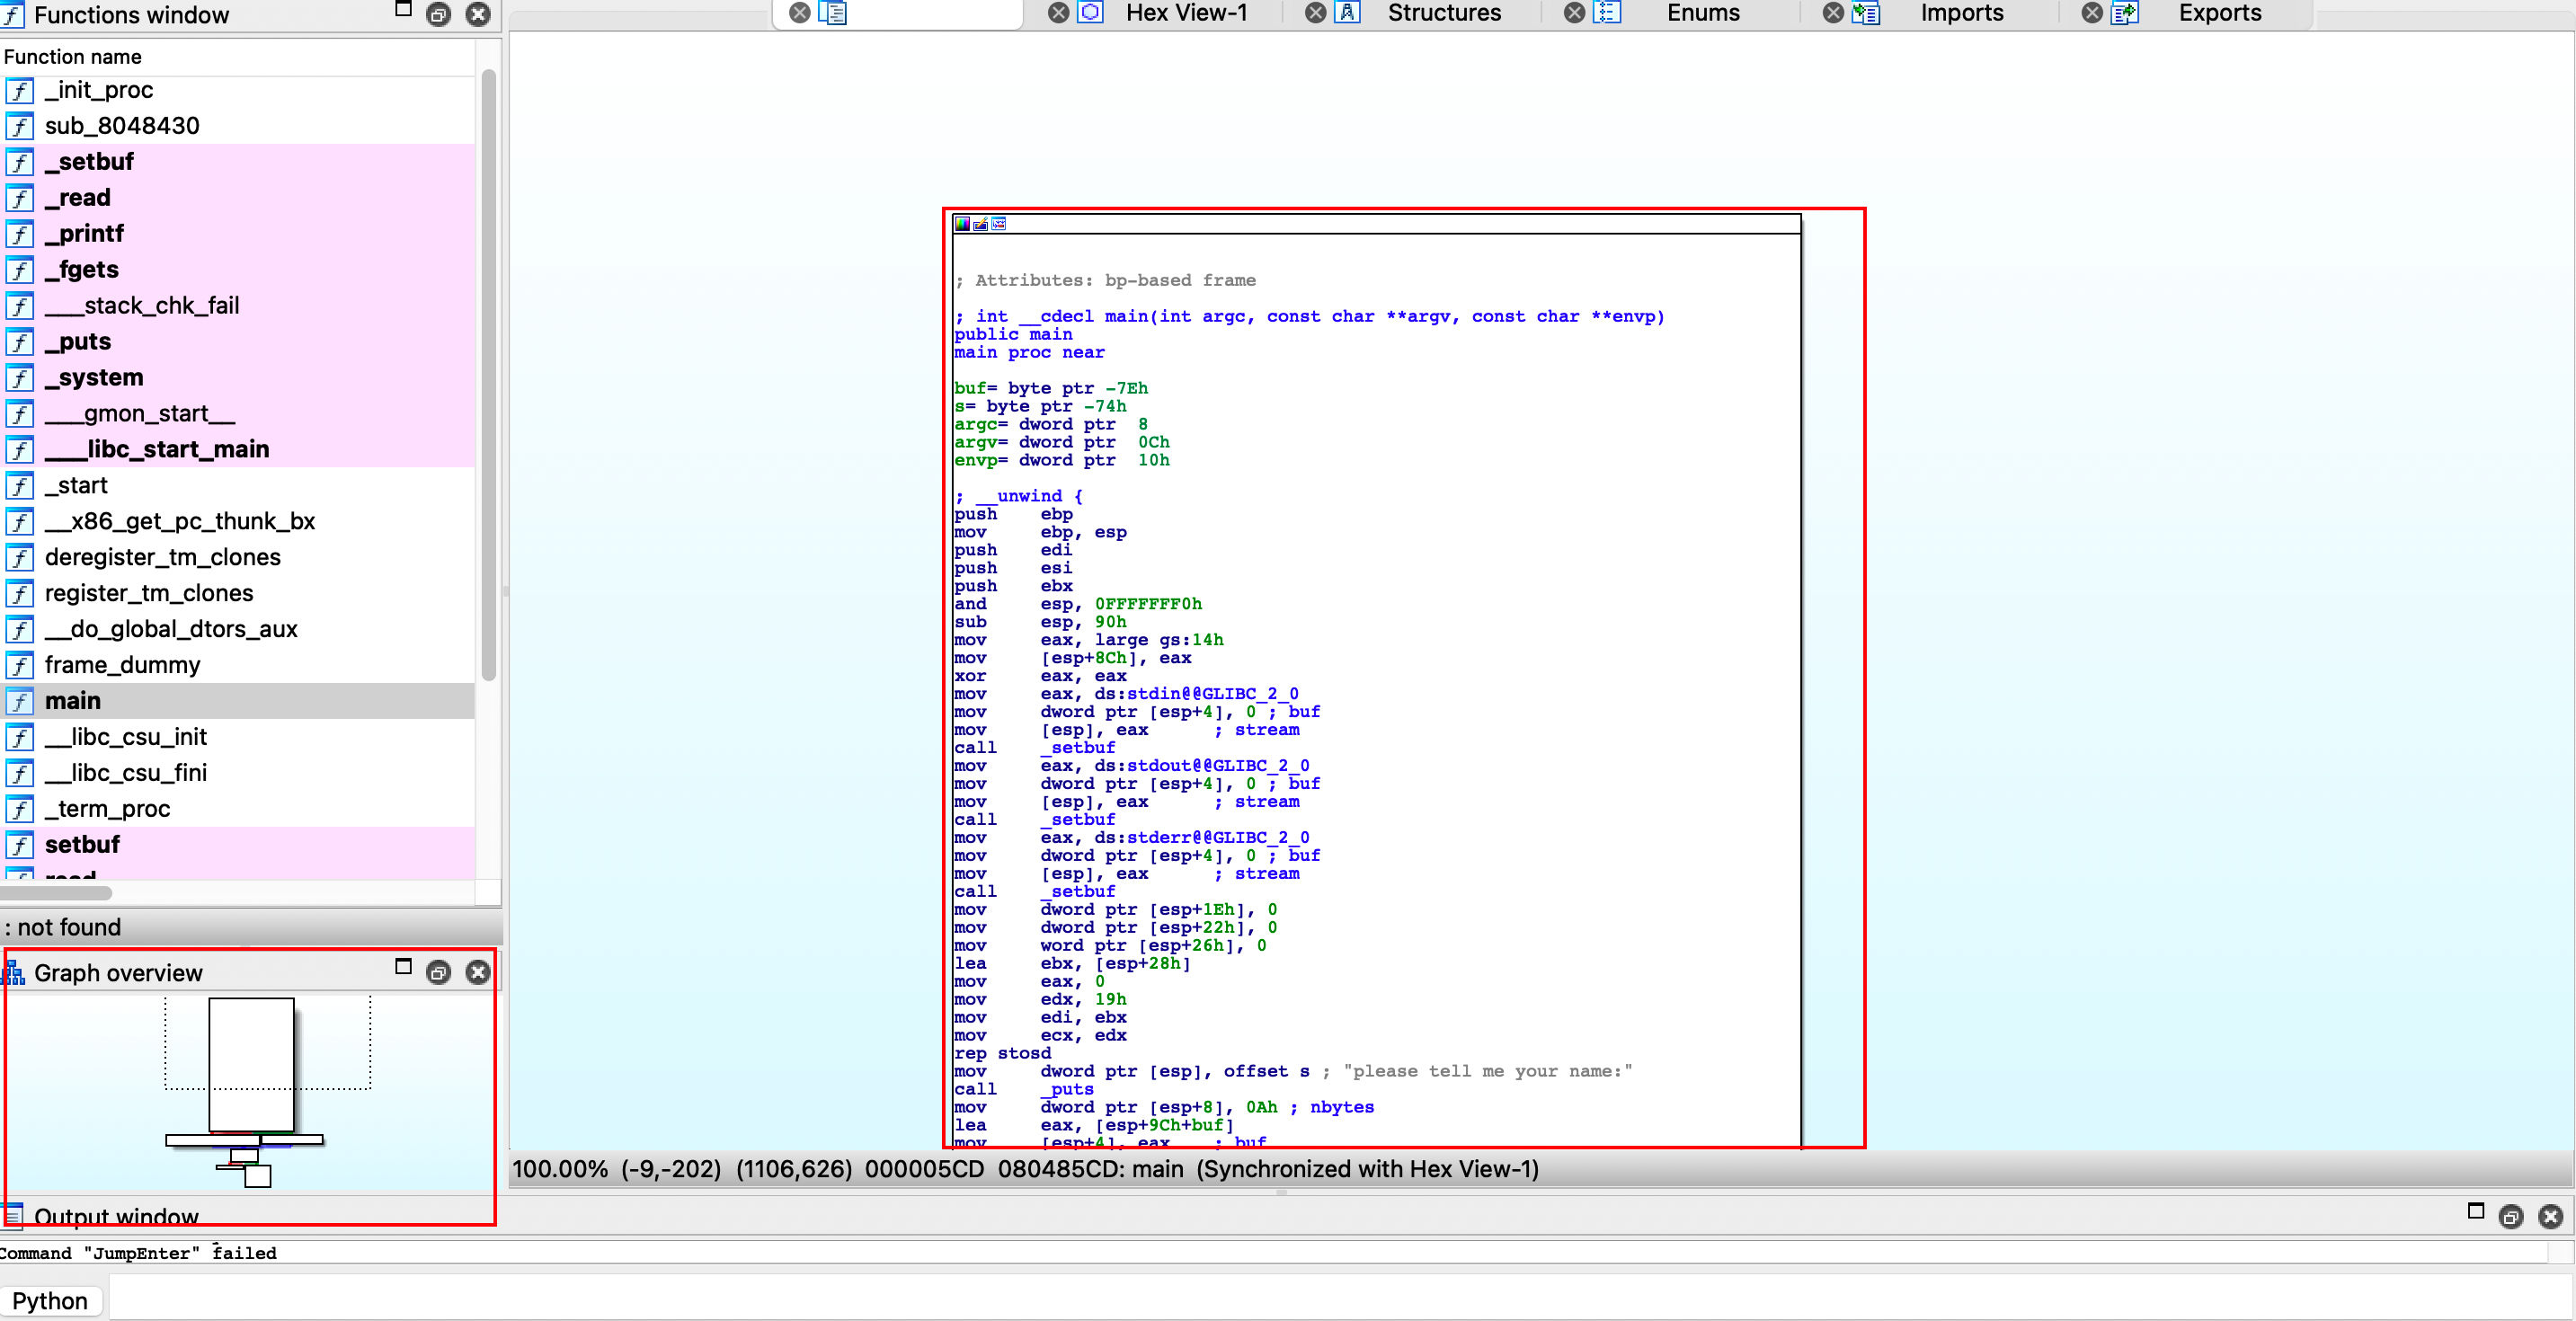 Functions window
Hex View-1
Structures
Enums
Imports
Exports
Function name
_init_proc
sub_8048430
_setbuf
_read
_printf
_fgets
___stack_chk_fail
_puts
_system
___gmon_start__
____libc_start_main
_start
__x86_get_pc_thunk_bx
deregister_tm_clones
register_tm_clones
__do_global_dtors_aux
frame_dummy
main
__libc_csu_init
__libc_csu_fini
_term_proc
setbuf
read
: not found
Graph overview
; Attributes: bp-based frame
; int __cdecl main(int argc, const char **argv, const char **envp)
public main
main proc near
buf= byte ptr -7Eh
s= byte ptr -74h
argc= dword ptr  8
argv= dword ptr  0Ch
envp= dword ptr  10h
; __unwind {
push    ebp
mov     ebp, esp
push    edi
push    esi
push    ebx
and     esp, 0FFFFFFF0h
sub     esp, 90h
mov     eax, large gs:14h
mov     [esp+8Ch], eax
xor     eax, eax
mov     eax, ds:stdin@@GLIBC_2_0
mov     dword ptr [esp+4], 0 ; buf
mov     [esp], eax      ; stream
call    _setbuf
mov     eax, ds:stdout@@GLIBC_2_0
mov     dword ptr [esp+4], 0 ; buf
mov     [esp], eax      ; stream
call    _setbuf
mov     eax, ds:stderr@@GLIBC_2_0
mov     dword ptr [esp+4], 0 ; buf
mov     [esp], eax      ; stream
call    _setbuf
mov     dword ptr [esp+1Eh], 0
mov     dword ptr [esp+22h], 0
mov     word ptr [esp+26h], 0
lea     ebx, [esp+28h]
mov     eax, 0
mov     edx, 19h
mov     edi, ebx
mov     ecx, edx
rep stosd
mov     dword ptr [esp], offset s ; "please tell me your name:"
call    _puts
mov     dword ptr [esp+8], 0Ah ; nbytes
lea     eax, [esp+9Ch+buf]
mov     [esp+4], eax    ; buf
100.00% (-9,-202) (1106,626) 000005CD 080485CD: main (Synchronized with Hex View-1)
Output window
Command "JumpEnter" failed
Python